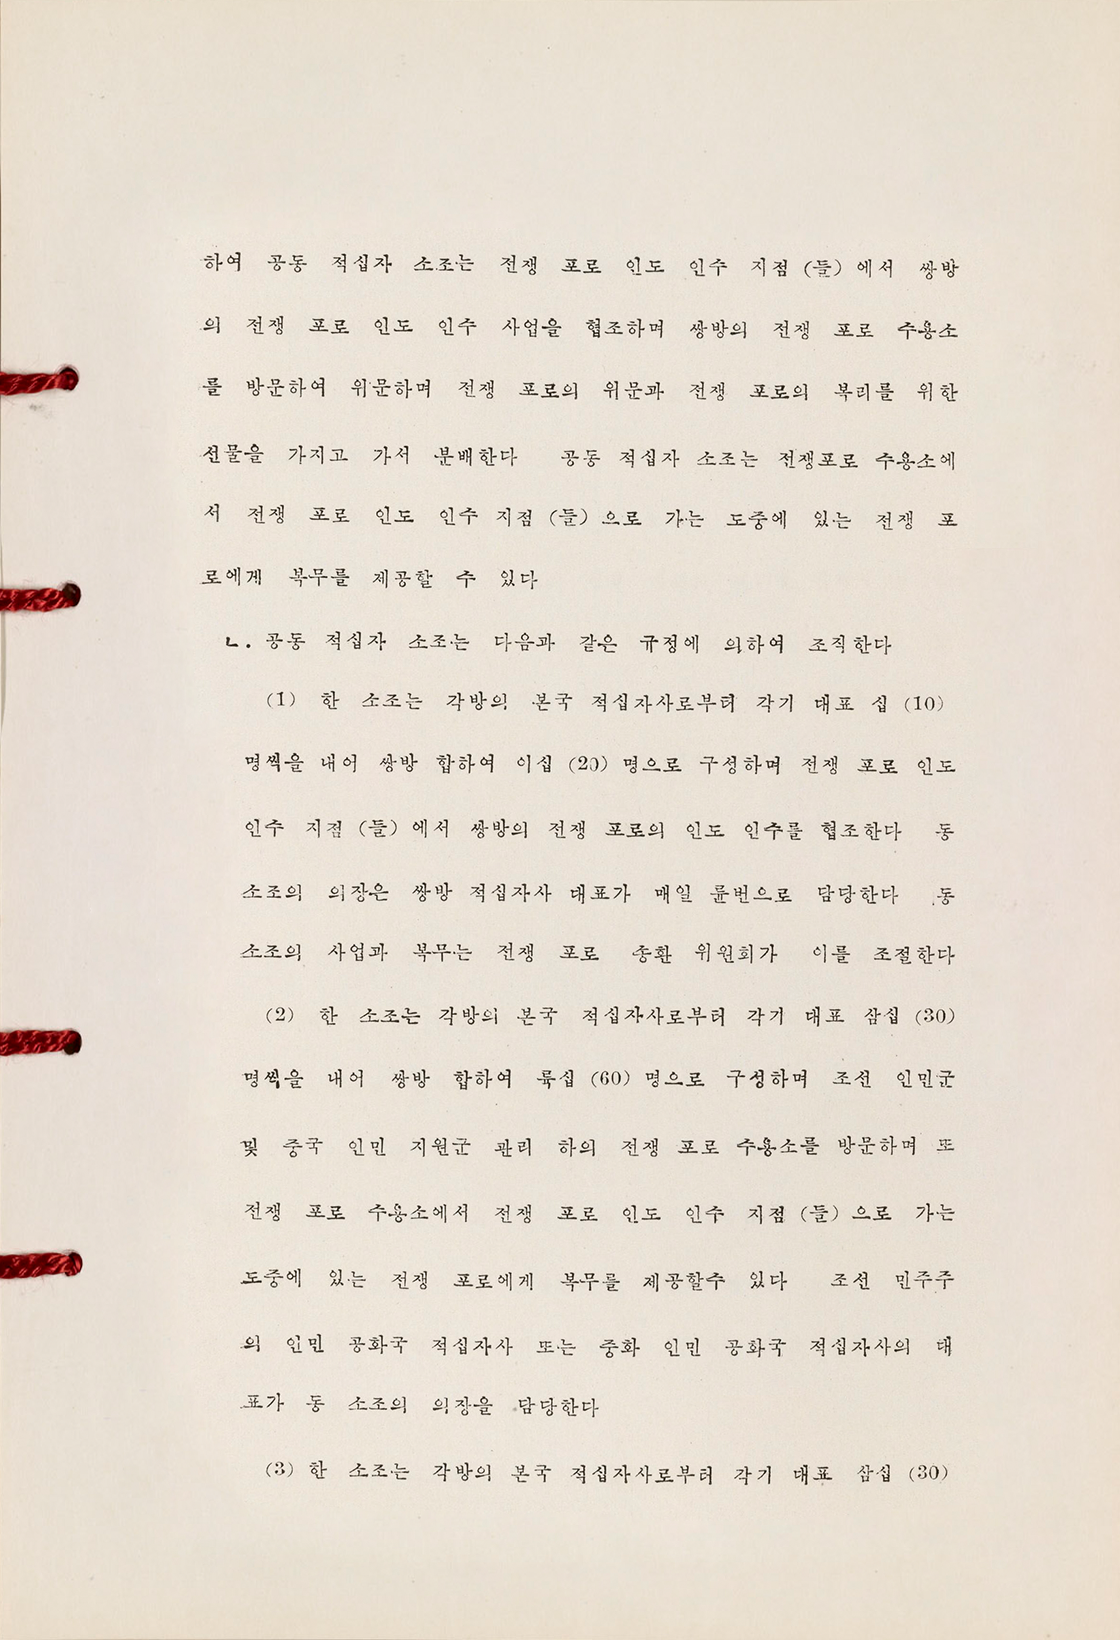 하여 공동 적십자 소조는 전쟁 포로 인도 인수 지점 (들) 에서 쌍방
의 전쟁 포로 인도 인수 사업을 협조하며 쌍방의 전쟁 포로 수용소
를 방문하여 위문하며 전쟁 포로의 위문과 전쟁 포로의 복리를 위한
선물을 가지고 가서 분배한다 공동 적십자 소조는 전쟁포로 수용소에
서 전쟁 포로 인도 인수 지점 (들) 으로 가는 도중에 있는 전쟁 포
로에게 복무를 제공할 수 있다
ㄴ. 공동 적십자 소조는 다음과 같은 규정에 의하여 조직한다
(1) 한 소조는 각방의 본국 적십자사로부터 각기 대표 십 (10)
명씩을 내어 쌍방 합하여 이십 (20) 명으로 구성하며 전쟁 포로 인도
인수 지점 (들) 에서 쌍방의 전쟁 포로의 인도 인수를 협조한다 동
소조의 의장은 쌍방 적십자사 대표가 매일 륜번으로 담당한다 동
소조의 사업과 복무는 전쟁 포로 송환 위원회가 이를 조절한다
(2) 한 소조는 각방의 본국 적십자사로부터 각기 대표 삼십 (30)
명씩을 내어 쌍방 합하여 륙십 (60) 명으로 구성하며 조선 인민군
및 중국 인민 지원군 관리 하의 전쟁 포로 수용소를 방문하며 또
전쟁 포로 수용소에서 전쟁 포로 인도 인수 지점 (들) 으로 가는
도중에 있는 전쟁 포로에게 복무를 제공할수 있다 조선 민주주
의 인민 공화국 적십자사 또는 중화 인민 공화국 적십자사의 대
표가 동 소조의 의장을 담당한다
(3) 한 소조는 각방의 본국 적십자사로부터 각기 대표 삼십 (30)